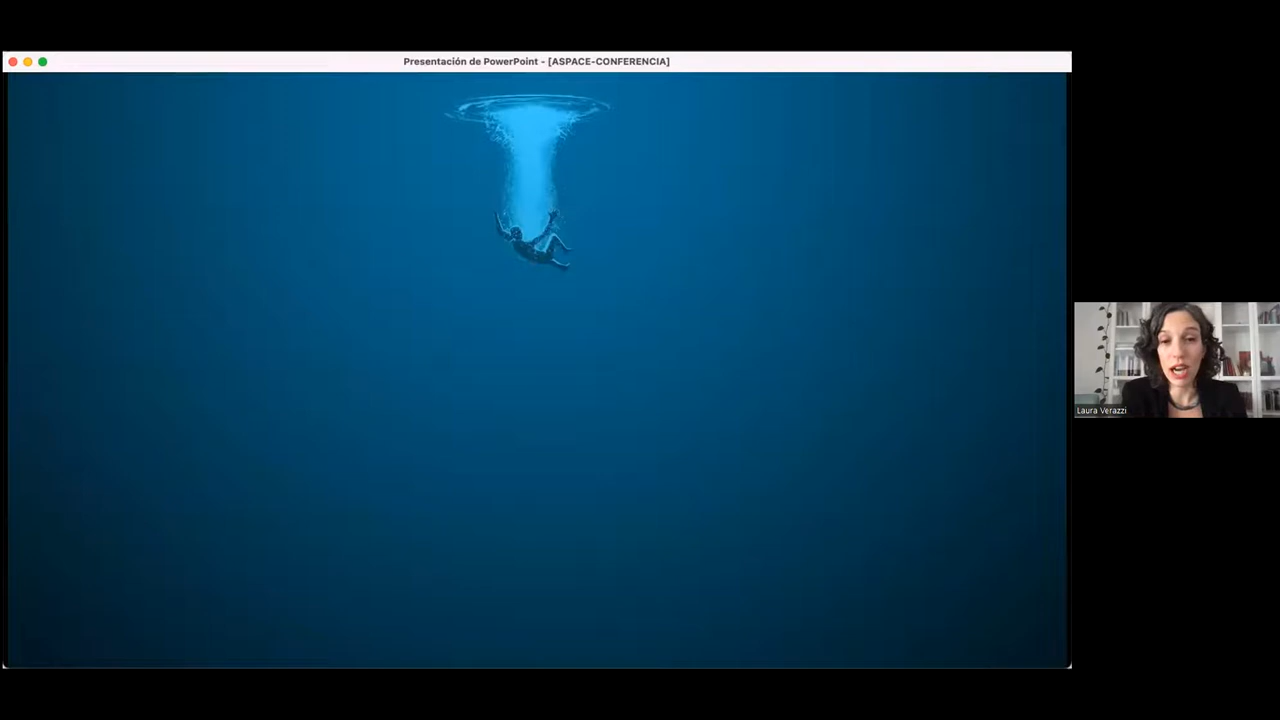 Presentación de PowerPoint - [ASPACE-CONFERENCIA]
Laura Verazzi